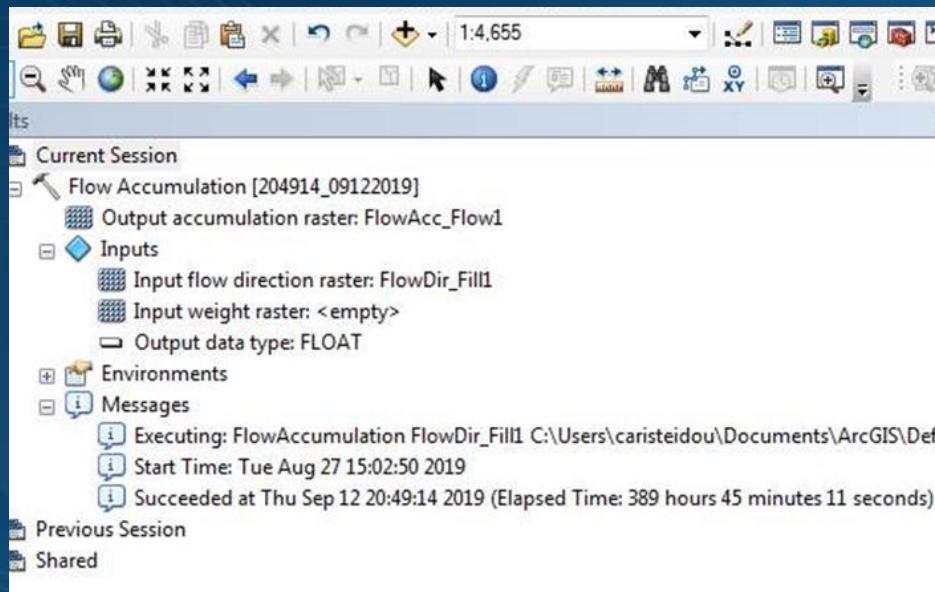 1:4,655
lts
Current Session
Flow Accumulation [204914_09122019]
Output accumulation raster: FlowAcc_Flow1
Inputs
Input flow direction raster: FlowDir_Fill1
Input weight raster: <empty>
Output data type: FLOAT
Environments
Messages
Executing: FlowAccumulation FlowDir_Fill1 C:\Users\caristeidou\Documents\ArcGIS\Def
Start Time: Tue Aug 27 15:02:50 2019
Succeeded at Thu Sep 12 20:49:14 2019 (Elapsed Time: 389 hours 45 minutes 11 seconds)
Previous Session
Shared